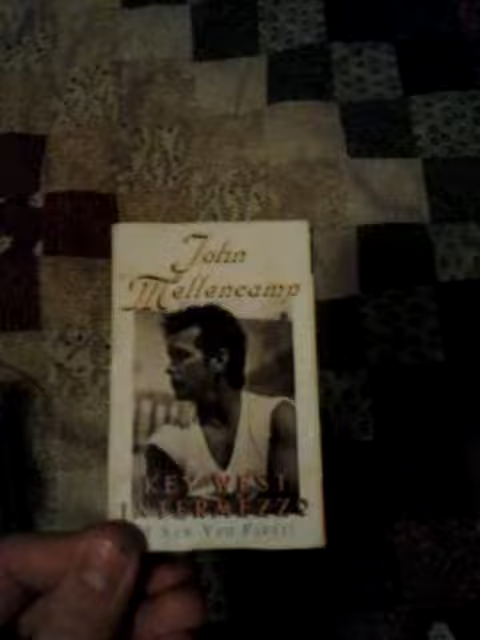 John
Mellencamp
KEY WEST
INTERMEZZO
I Saw You First